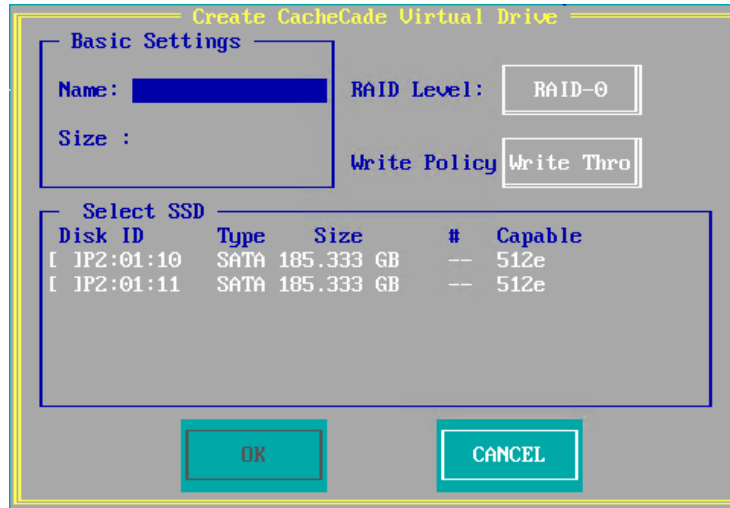 Create CacheCade Virtual Drive
Basic Settings
Name:
RAID Level: RAID-0
Size :
Write Policy Write Thro
Select SSD
Disk ID Type Size # Capable
[ ]P2:01:10 SATA 185.333 GB -- 512e
[ ]P2:01:11 SATA 185.333 GB -- 512e
OK CANCEL